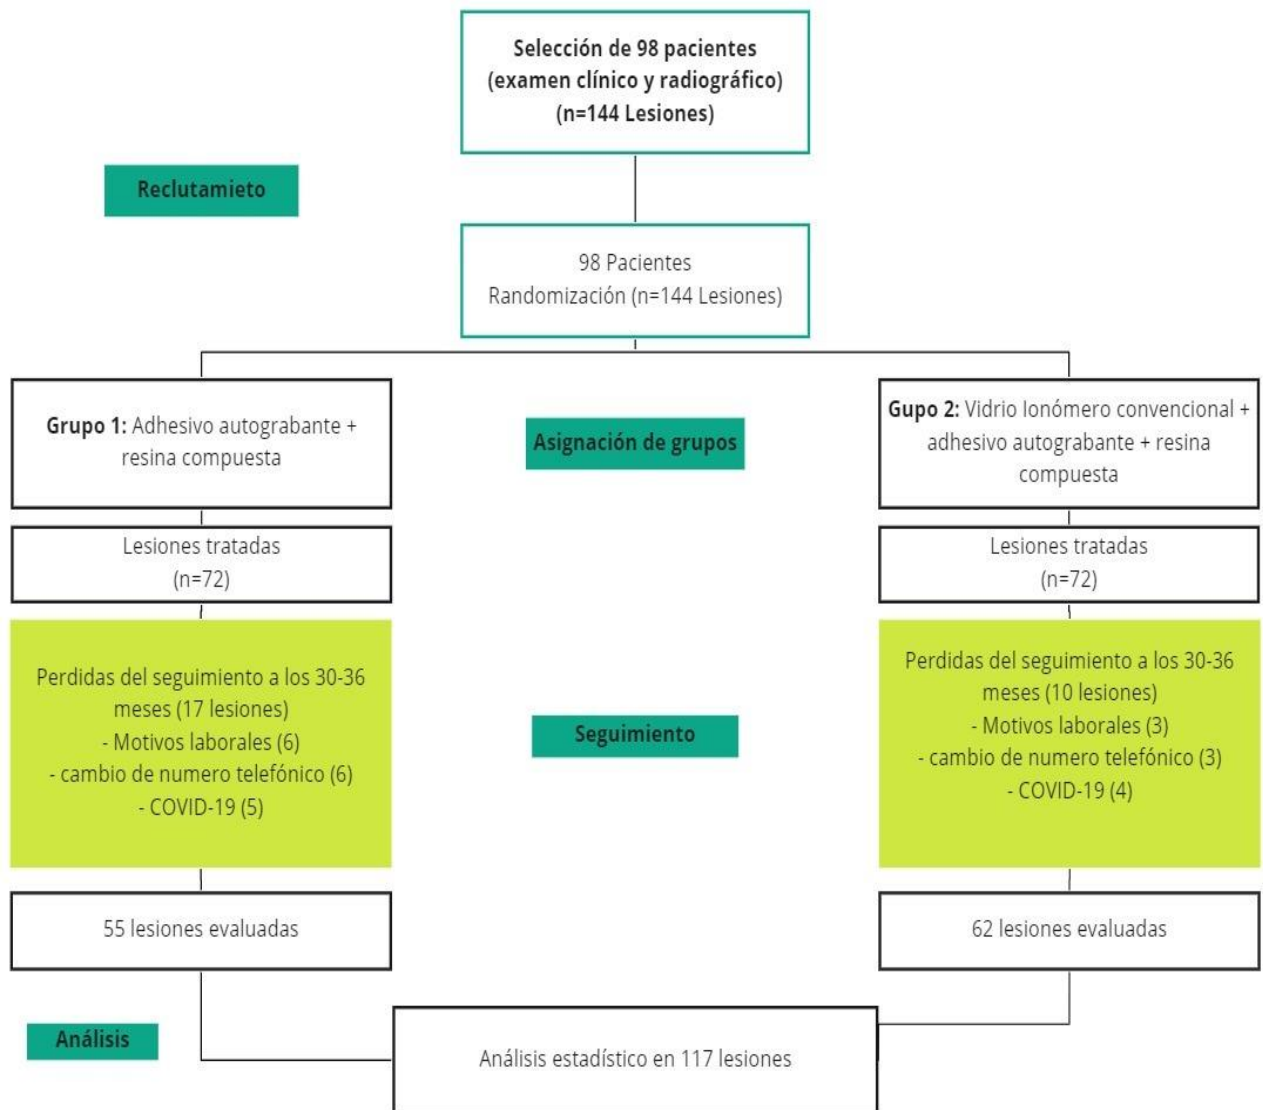 Selección de 98 pacientes
(examen clínico y radiográfico)
(n=144 Lesiones)
Reclutamieto
98 Pacientes
Randomización (n=144 Lesiones)
Grupo 1: Adhesivo autograbante +
resina compuesta
Asignación de grupos
Gupo 2: Vidrio Ionómero convencional +
adhesivo autograbante + resina
compuesta
Lesiones tratadas
(n=72)
Lesiones tratadas
(n=72)
Perdidas del seguimiento a los 30-36
meses (17 lesiones)
- Motivos laborales (6)
- cambio de numero telefónico (6)
- COVID-19 (5)
Seguimiento
Perdidas del seguimiento a los 30-36
meses (10 lesiones)
- Motivos laborales (3)
- cambio de numero telefónico (3)
- COVID-19 (4)
55 lesiones evaluadas
62 lesiones evaluadas
Análisis
Análisis estadístico en 117 lesiones